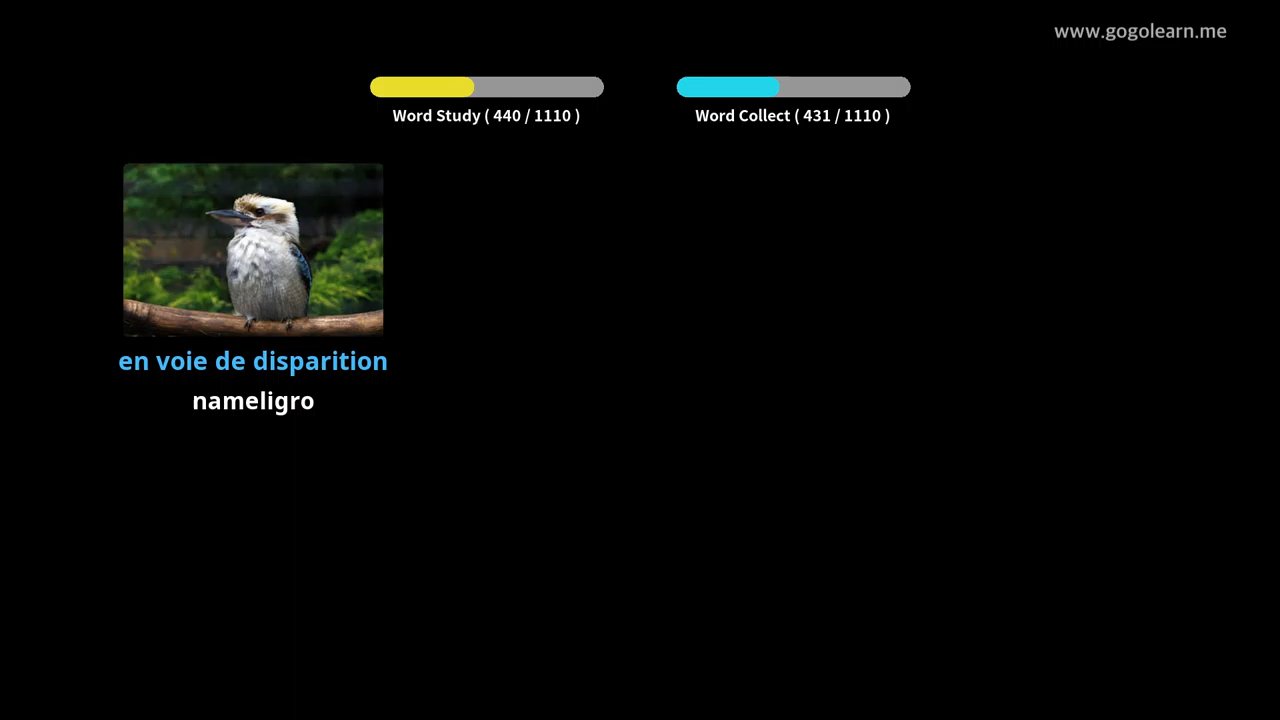 www.gogolearn.me
Word Study ( 440 / 1110 )
Word Collect ( 431 / 1110 )
en voie de disparition
nameligro